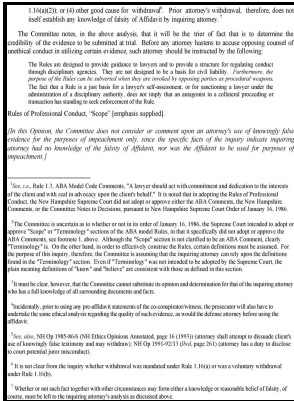 1.16(a)(2)); or (4) other good cause for withdrawal⁶. Prior attorney's withdrawal, therefore, does not
itself establish any knowledge of falsity of Affidavit by inquiring attorney.⁷
The Committee notes, in the above analysis, that it will be the trier of fact that is to determine the
credibility of the evidence to be submitted at trial. Before any attorney hastens to accuse opposing counsel of
unethical conduct in utilizing certain evidence, such attorney should be instructed by the following:
The Rules are designed to provide guidance to lawyers and to provide a structure for regulating conduct
through disciplinary agencies. They are not designed to be a basis for civil liability. Furthermore, the
purpose of the Rules can be subverted when they are invoked by opposing parties as procedural weapons.
The fact that a Rule is a just basis for a lawyer's self-assessment, or for sanctioning a lawyer under the
administration of a disciplinary authority, does not imply that an antagonist in a collateral proceeding or
transaction has standing to seek enforcement of the Rule.
Rules of Professional Conduct, "Scope" [emphasis supplied].
[In this Opinion, the Committee does not consider or comment upon an attorney's use of knowingly false
evidence for the purposes of impeachment only, since the specific facts of the inquiry indicate inquiring
attorney had no knowledge of the falsity of Affidavit, nor was the Affidavit to be used for purposes of
impeachment.]
¹See, i.e., Rule 1.3, ABA Model Code Comments, "A lawyer should act with commitment and dedication to the interests
of the client and with zeal in advocacy upon the client's behalf." It is noted that in adopting the Rules of Professional
Conduct, the New Hampshire Supreme Court did not adopt or approve either the ABA Comments, the New Hampshire
Comments, or the Committee Notes to Decisions, pursuant to New Hampshire Supreme Court Order of January 16, 1986.
²The Committee is uncertain as to whether or not in its order of January 16, 1986, the Supreme Court intended to adopt or
approve "Scope" or "Terminology" sections of the ABA model Rules, in that it specifically did not adopt or approve the
ABA Comments, see footnote 1, above. Although the "Scope" section is not clarified to be an ABA Comment, clearly
"Terminology" is. On the other hand, in order to effectively construe the Rules, certain definitions must be assumed. For
the purpose of this inquiry, therefore, the Committee is assuming that the inquiring attorney can rely upon the definitions
found in the "Terminology" section. Even if "Terminology" was not intended to be adopted by the Supreme Court, the
plain meaning definitions of "know" and "believe" are consistent with those as defined in this section.
³It must be clear, however, that the Committee cannot substitute its opinion and determination for that of the inquiring attorney
who has a full knowledge of all surrounding documents and facts.
⁴Incidentally, prior to using any pre-affidavit statements of the co-conspirator/witness, the prosecutor will also have to
undertake the same ethical analysis regarding the quality of such evidence, as would the defense attorney before using the
affidavit.
⁵See, also, NH Op 1985-86/6 (NH Ethics Opinions Annotated, page 16 (1993)) (attorney shall attempt to dissuade client's
use of knowingly false testimony and may withdraw); NH Op 1991-92/13 (Ibid, page 261) (attorney has a duty to disclose
to court potential juror misconduct).
⁶ It is not clear from the inquiry whether withdrawal was mandated under Rule 1.16(a) or was a voluntary withdrawal
under Rule 1.16(b).
⁷ Whether or not such fact together with other circumstances may form either a knowledge or reasonable belief of falsity, of
course, must be left to the inquiring attorney's analysis as discussed above.